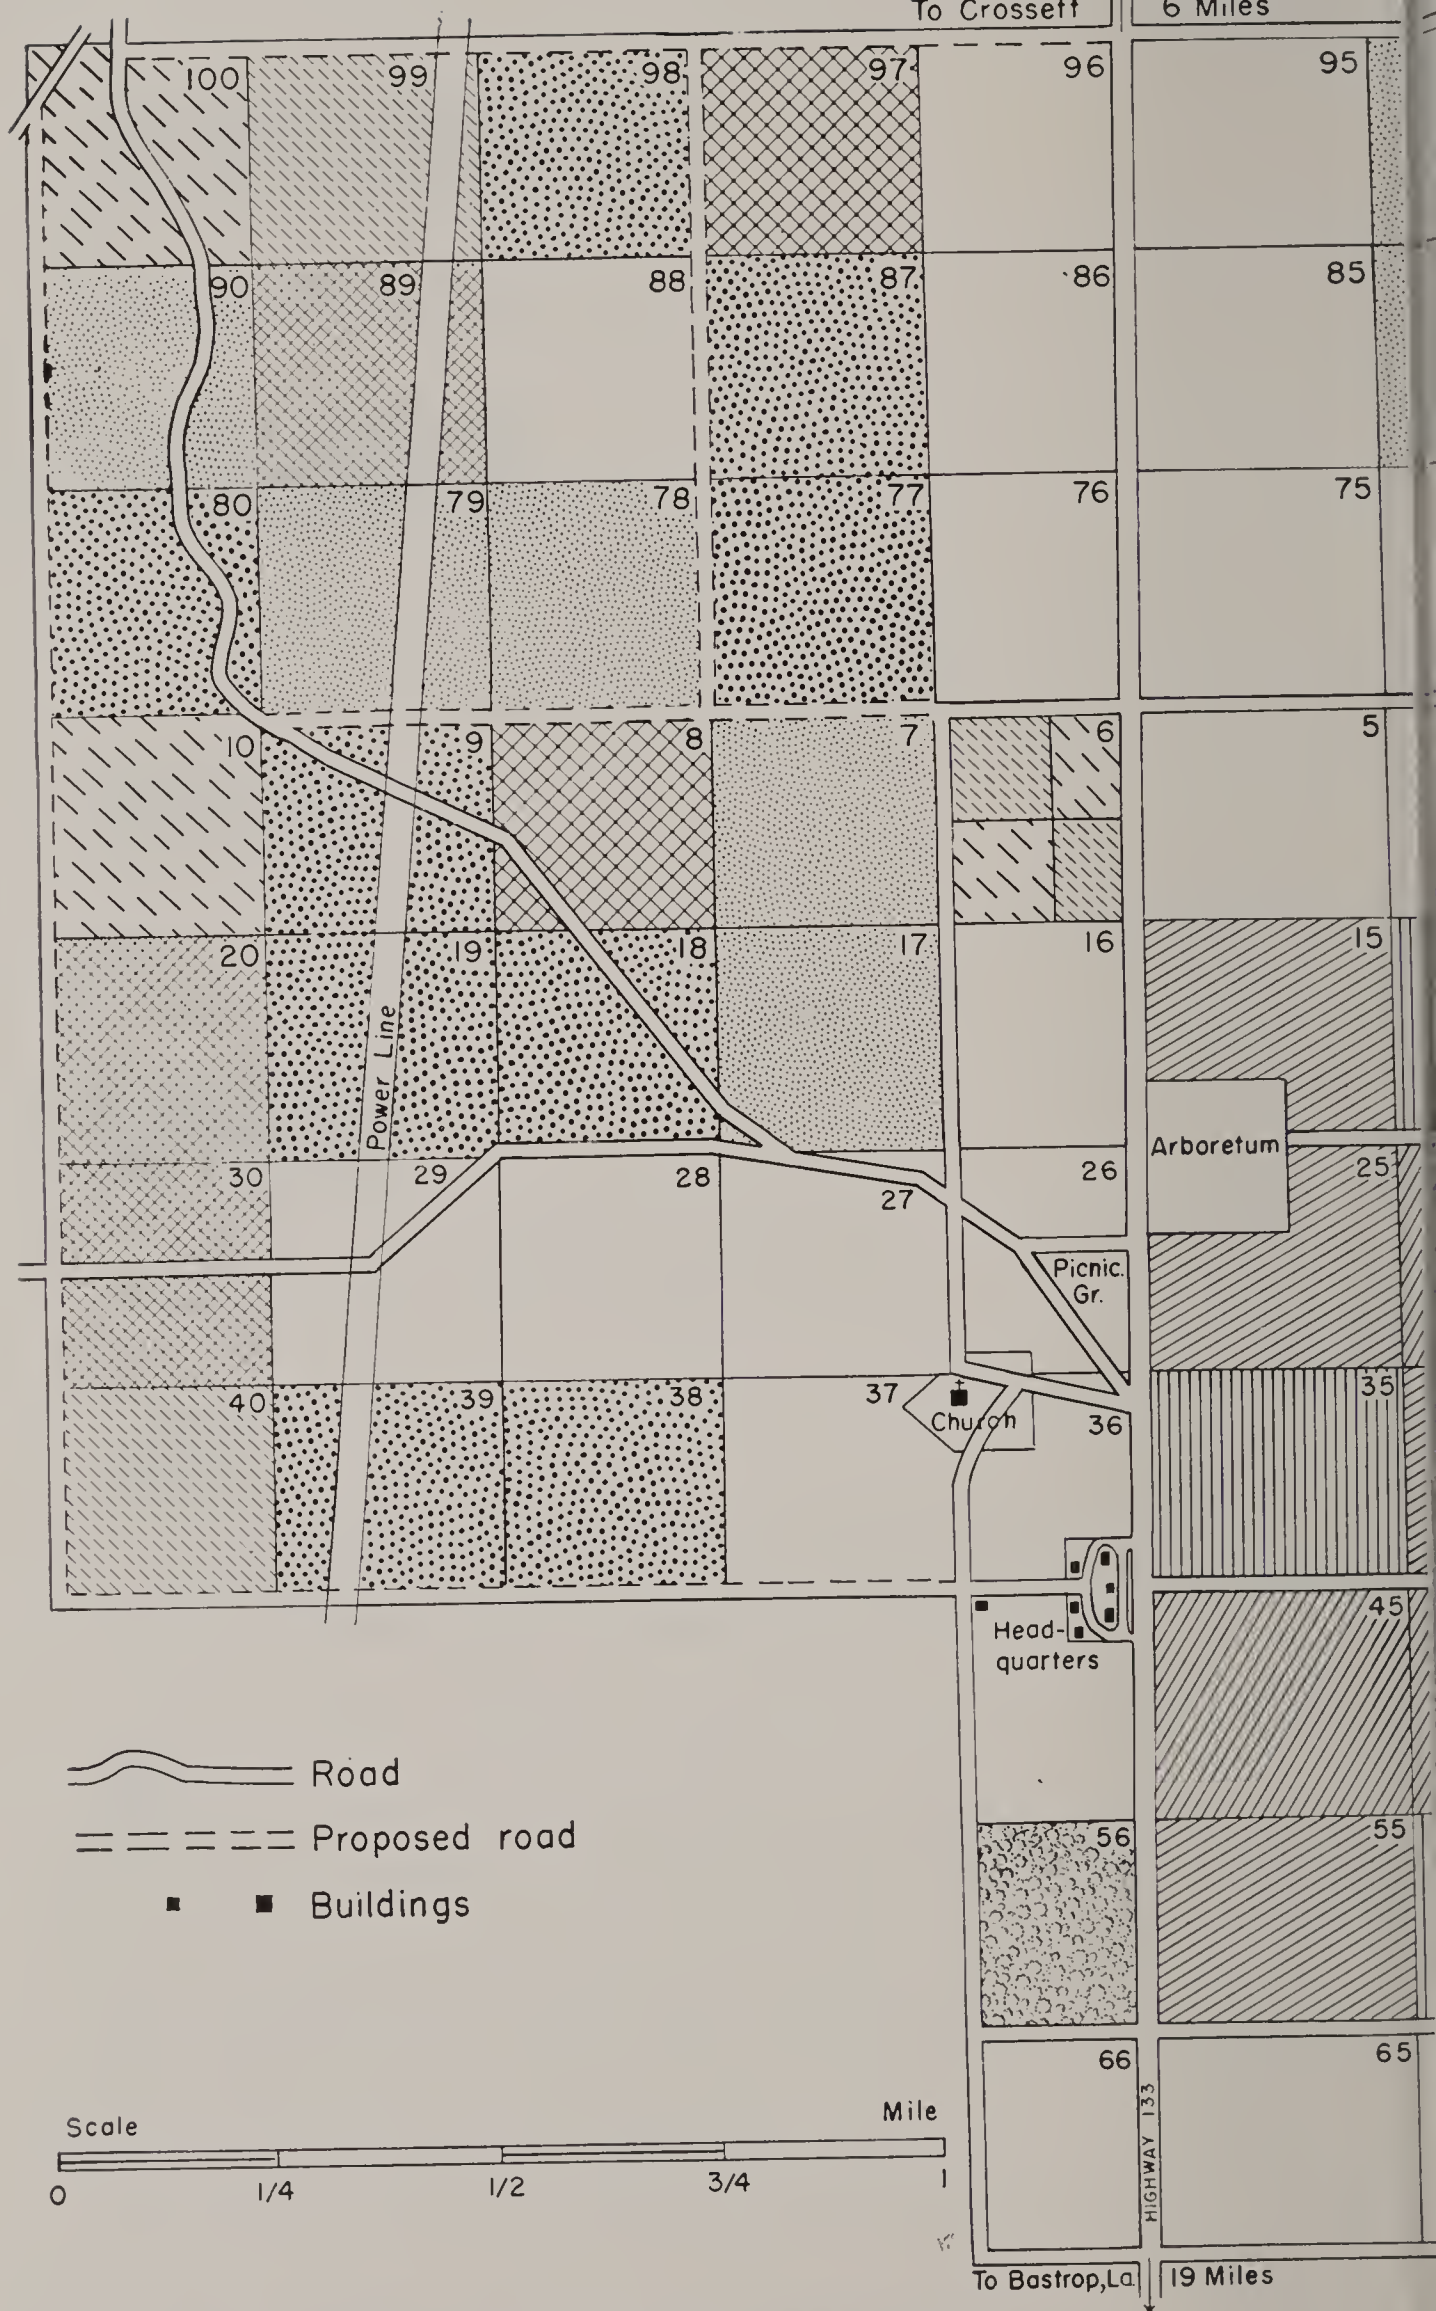 To Crossett 6 Miles
100 99 98 97 96 95
90 89 88 87 86 85
80 79 78 77 76 75
10 9 8 7 6 5
20 19 18 17 16 15
Power Line
Arboretum
30 29 28 27 26 25
Picnic.
Gr.
40 39 38 37 36 35
Church
45
Head-
quarters
Road
Proposed road
56 55
Buildings
66 65
HIGHWAY 133
Scale Mile
0 1/4 1/2 3/4 1
To Bastrop, La. 19 Miles